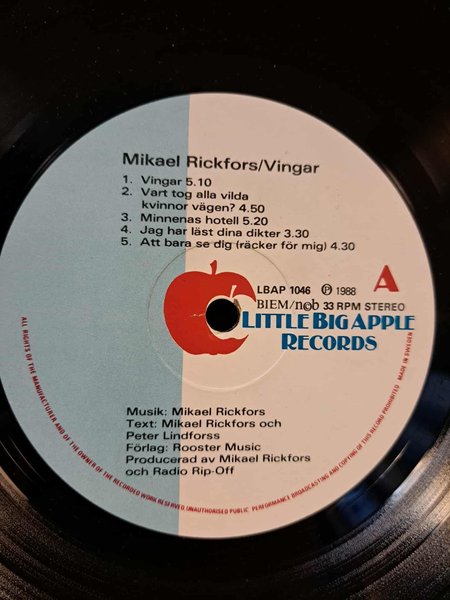 Mikael Rickfors/Vingar
1. Vingar 5.10
2. Vart tog alla vilda
kvinnor vägen? 4.50
3. Minnenas hotell 5.20
4. Jag har läst dina dikter 3.30
5. Att bara se dig (räcker för mig) 4.30
LBAP 1046 Ⓟ 1988
A
BIEM/n©b 33 RPM STEREO
LITTLE BIG APPLE
RECORDS
Musik: Mikael Rickfors
Text: Mikael Rickfors och
Peter Lindforss
Förlag: Rooster Music
Producerad av Mikael Rickfors
och Radio Rip-Off
ALL RIGHTS OF THE MANUFACTURER AND OF THE OWNER OF THE RECORDED WORK RESERVED. UNAUTHORISED PUBLIC PERFORMANCE BROADCASTING AND COPYING OF THIS RECORD PROHIBITED MADE IN SWEDEN